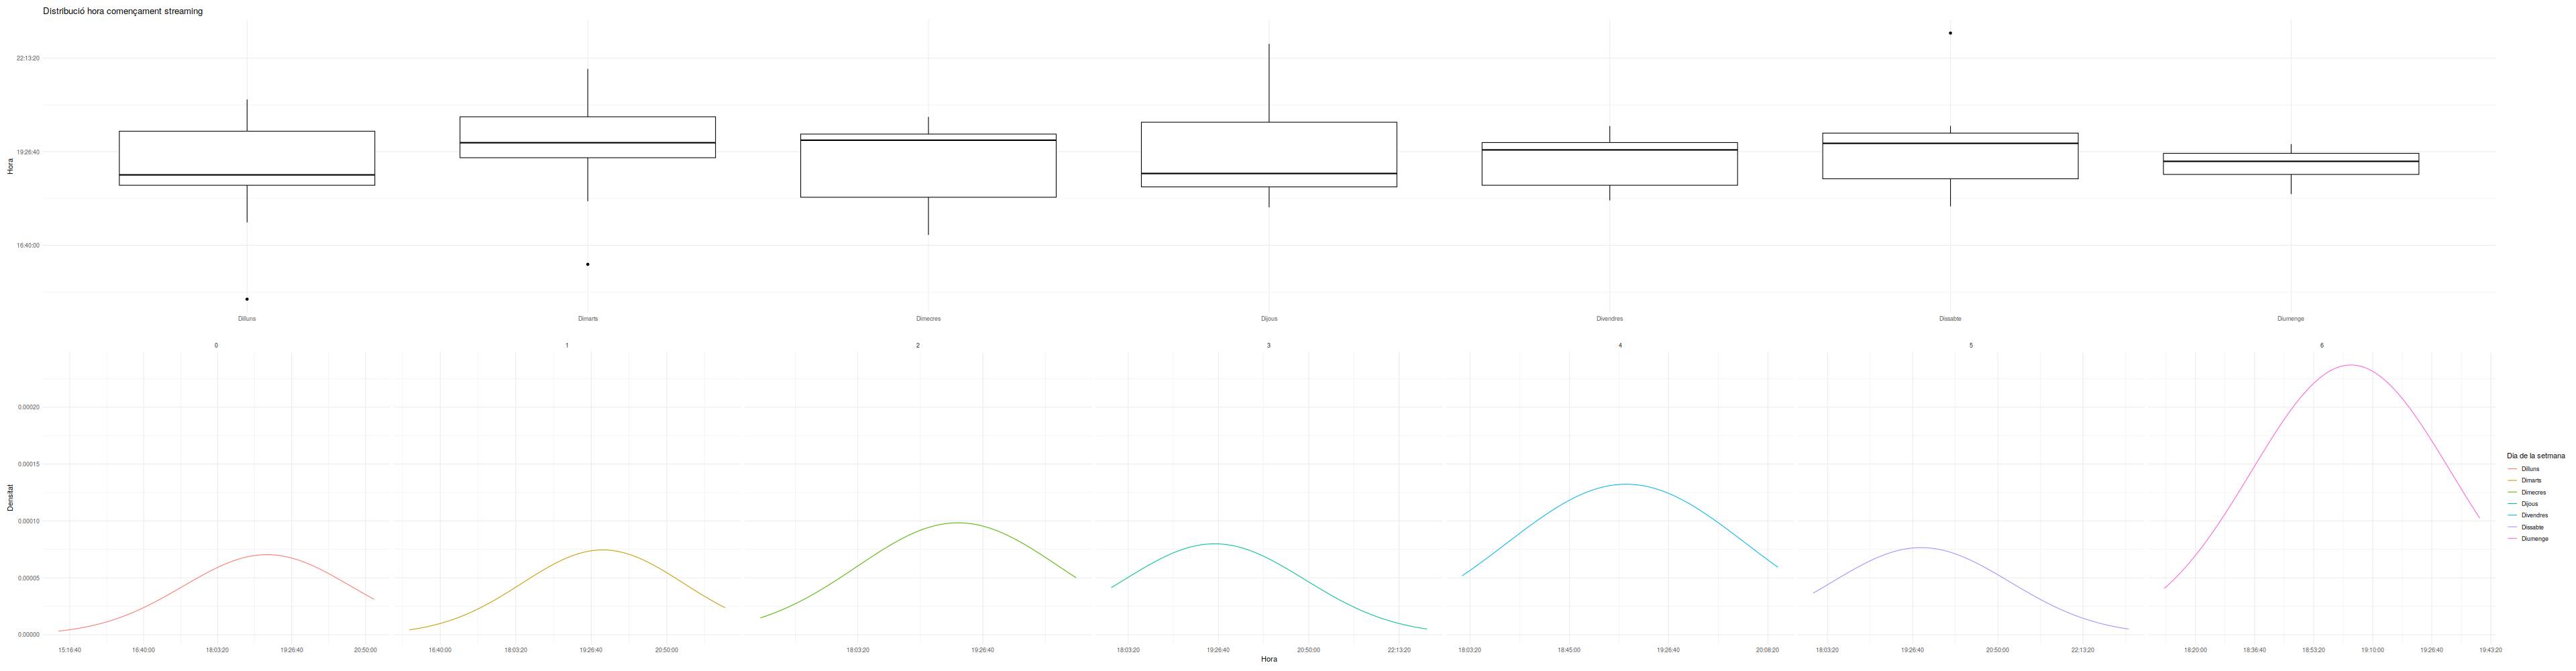 Distribució hora començament streaming
Hora
22:13:20
19:26:40
16:40:00
Dilluns Dimarts Dimecres Dijous Divendres Dissabte Diumenge
0 1 2 3 4 5 6
Densitat
0.00020
0.00015
0.00010
0.00005
0.00000
15:16:40 16:40:00 18:03:20 19:26:40 20:50:00 16:40:00 18:03:20 19:26:40 20:50:00 18:03:20 19:26:40 18:03:20 19:26:40 20:50:00 22:13:20 18:03:20 18:45:00 19:26:40 20:08:20 18:03:20 19:26:40 20:50:00 22:13:20 18:20:00 18:36:40 18:53:20 19:10:00 19:26:40 19:43:20
Hora
Dia de la setmana
Dilluns
Dimarts
Dimecres
Dijous
Divendres
Dissabte
Diumenge